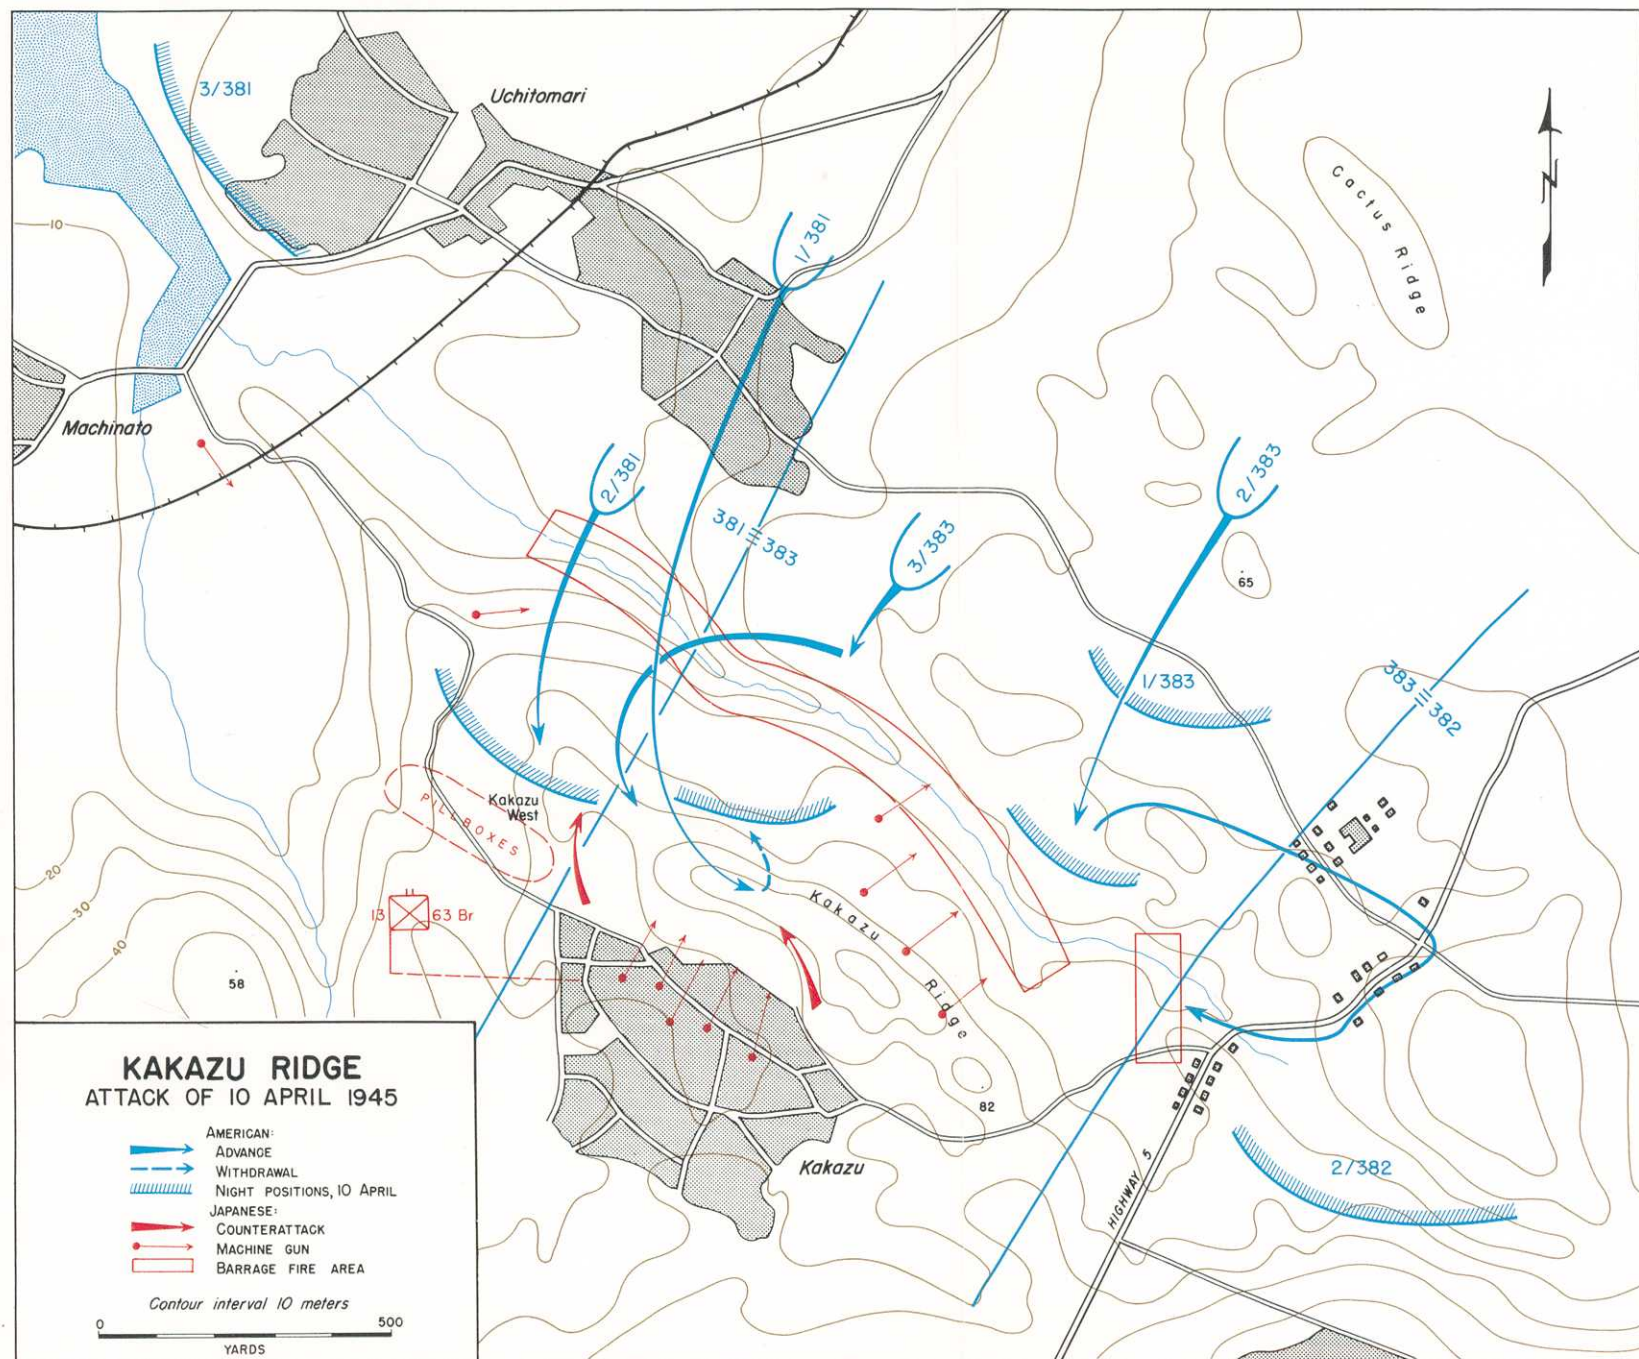 3/381
Uchitomari
1/381
Cactus Ridge
N
10
Machinato
2/381
381 383
3/383
2/383
65
1/383
383 382
Kakazu
West
PILLBOXES
20
30
40
58
13 63 Br
Kakazu Ridge
82
Kakazu
HIGHWAY 5
2/382
KAKAZU RIDGE
ATTACK OF 10 APRIL 1945
AMERICAN:
ADVANCE
WITHDRAWAL
NIGHT POSITIONS, 10 APRIL
JAPANESE:
COUNTERATTACK
MACHINE GUN
BARRAGE FIRE AREA
Contour interval 10 meters
0 500
YARDS